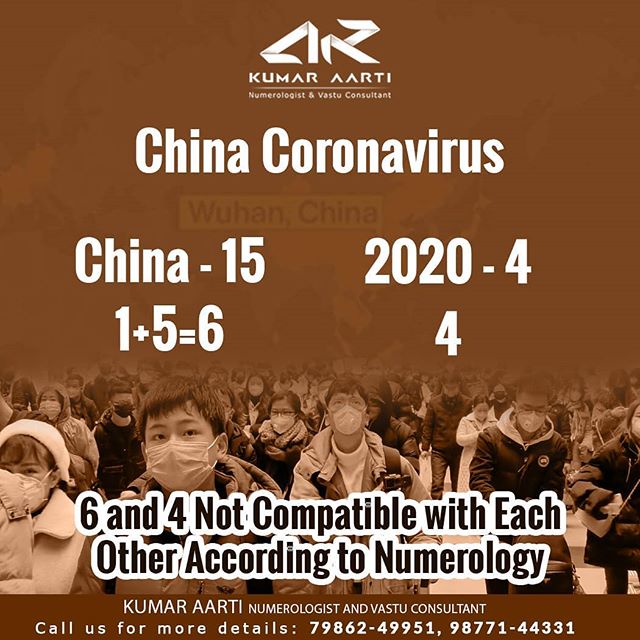 AR
KUMAR AARTI
Numerologist & Vastu Consultant
China Coronavirus
Wuhan, China
China - 15
2020 - 4
1+5=6
4
6 and 4 Not Compatible with Each
Other According to Numerology
KUMAR AARTI NUMEROLOGIST AND VASTU CONSULTANT
Call us for more details: 79862-49951, 98771-44331